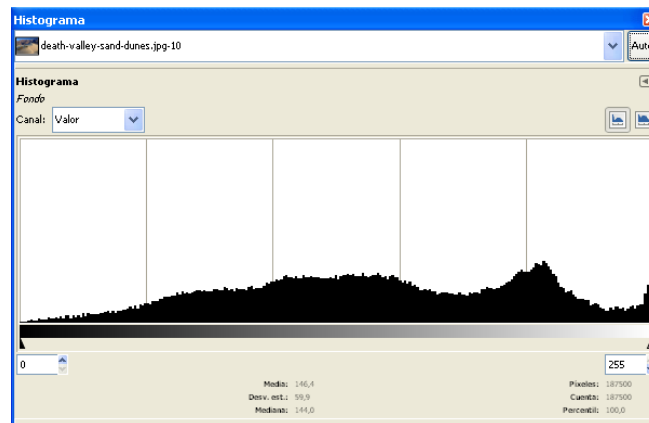 Histograma
death-valley-sand-dunes.jpg-10
Auto
Histograma
Fondo
Canal: Valor
0
255
Media: 146,4
Píxeles: 187500
Desv. est.: 59,9
Cuenta: 187500
Mediana: 144,0
Percentil: 100,0